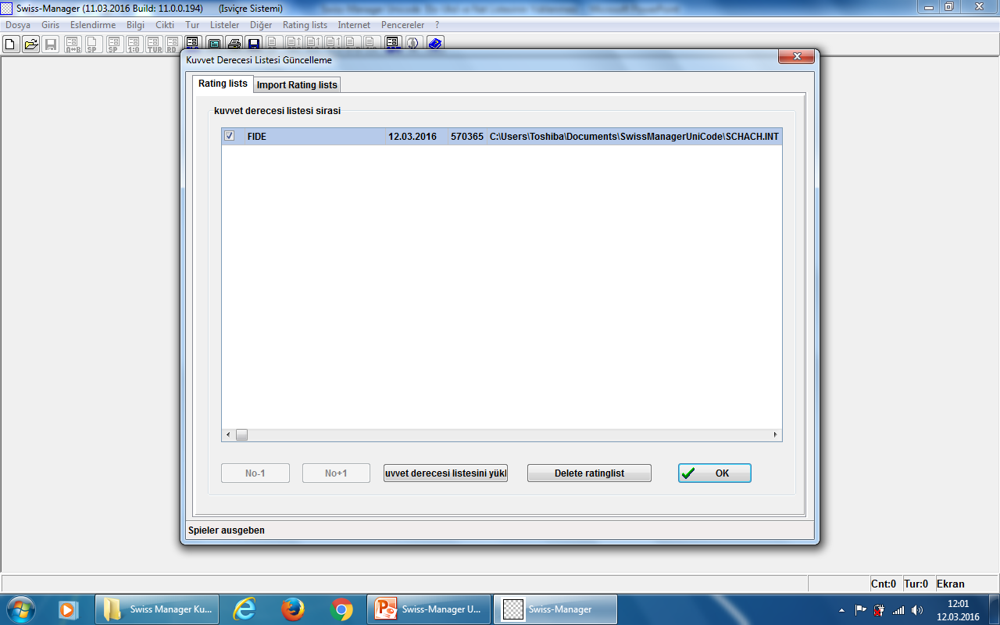 Swiss-Manager (11.03.2016 Build: 11.0.0.194) (Isviçre Sistemi)
Dosya Giris Eslendirme Bilgi Cikti Tur Listeler Diğer Rating lists Internet Pencereler ?
A↔B SP SP 1:0 TUR RD
Kuvvet Derecesi Listesi Güncelleme
Rating lists Import Rating lists
kuvvet derecesi listesi sirasi
FIDE 12.03.2016 570365 C:\Users\Toshiba\Documents\SwissManagerUniCode\SCHACH.INT
No-1 No+1 uvvet derecesi listesini yükl Delete ratinglist OK
Spieler ausgeben
Cnt:0 Tur:0 Ekran
Swiss Manager Ku... Swiss-Manager U... Swiss-Manager
12:01
12.03.2016